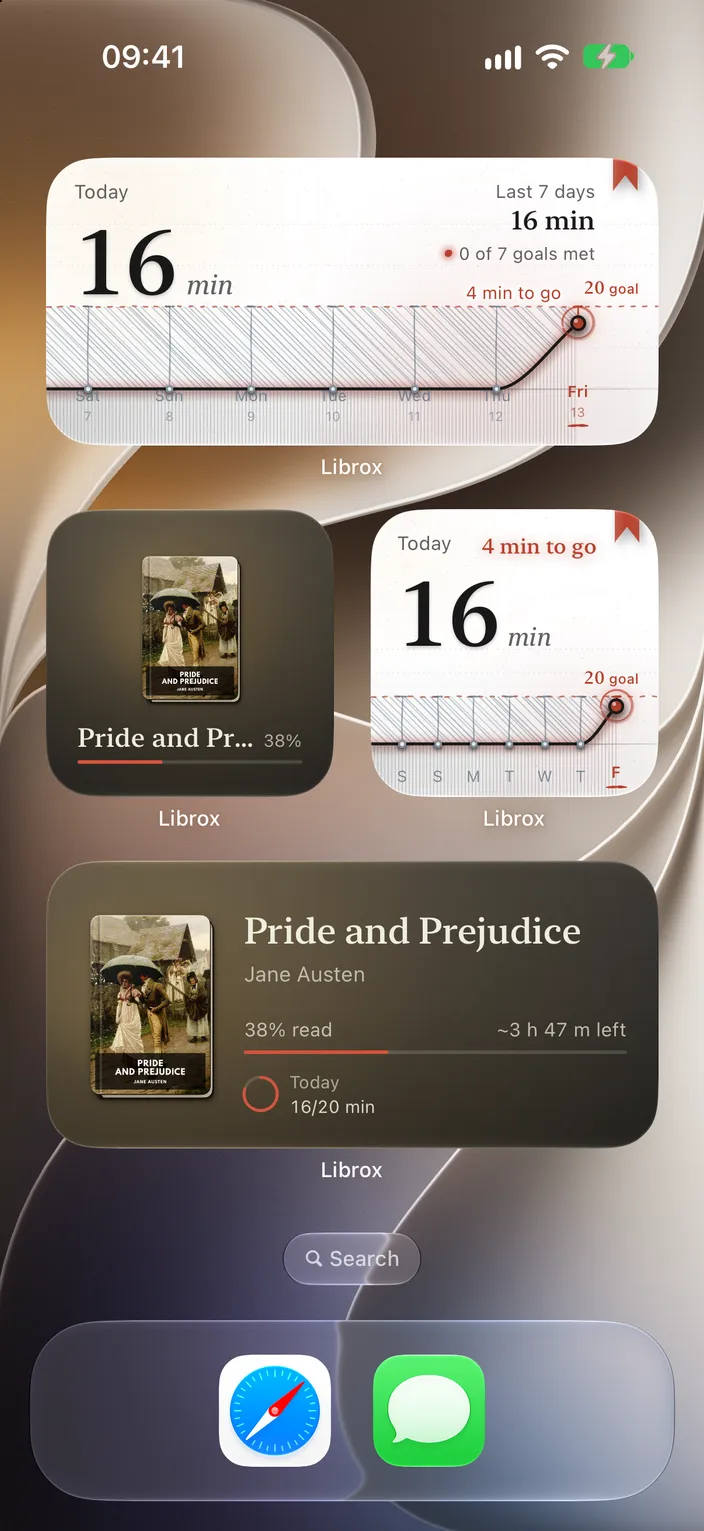 09:41
Today
Last 7 days
16 min
16 min
0 of 7 goals met
4 min to go
20 goal
Sat Sun Mon Tue Wed Thu Fri
7 8 9 10 11 12 13
Librox
PRIDE
AND PREJUDICE
JANE AUSTEN
Pride and Pr... 38%
Librox
Today
4 min to go
16 min
20 goal
S S M T W T F
Librox
PRIDE
AND PREJUDICE
JANE AUSTEN
Pride and Prejudice
Jane Austen
38% read
~3 h 47 m left
Today
16/20 min
Librox
Search